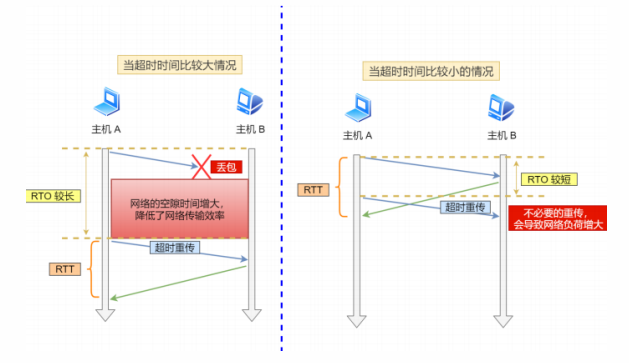 当超时时间比较大情况
主机 A
主机 B
丢包
RTO 较长
网络的空隙时间增大，
降低了网络传输效率
超时重传
RTT
当超时时间比较小的情况
主机 A
主机 B
RTT
RTO 较短
超时重传
不必要的重传，
会导致网络负荷增大